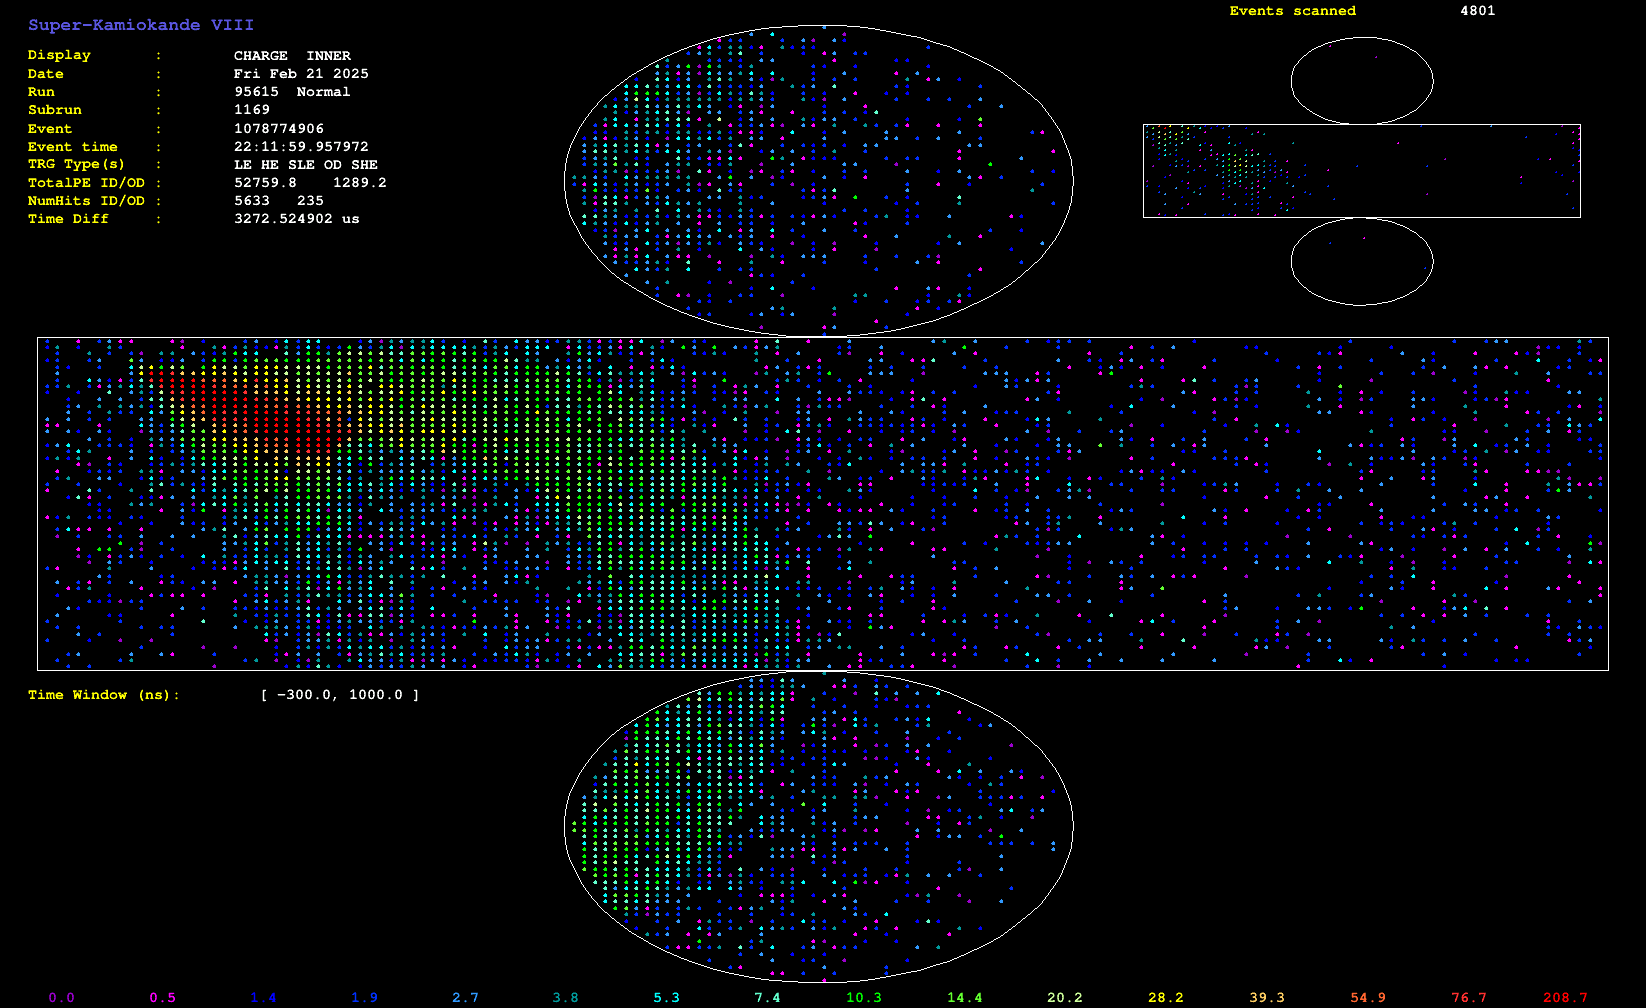 Super-Kamiokande VIII
Events scanned 4801
Display : CHARGE INNER
Date : Fri Feb 21 2025
Run : 95615 Normal
Subrun : 1169
Event : 1078774906
Event time : 22:11:59.957972
TRG Type(s) : LE HE SLE OD SHE
TotalPE ID/OD : 52759.8 1289.2
NumHits ID/OD : 5633 235
Time Diff : 3272.524902 us
Time Window (ns): [ -300.0, 1000.0 ]
0.0 0.5 1.4 1.9 2.7 3.8 5.3 7.4 10.3 14.4 20.2 28.2 39.3 54.9 76.7 208.7